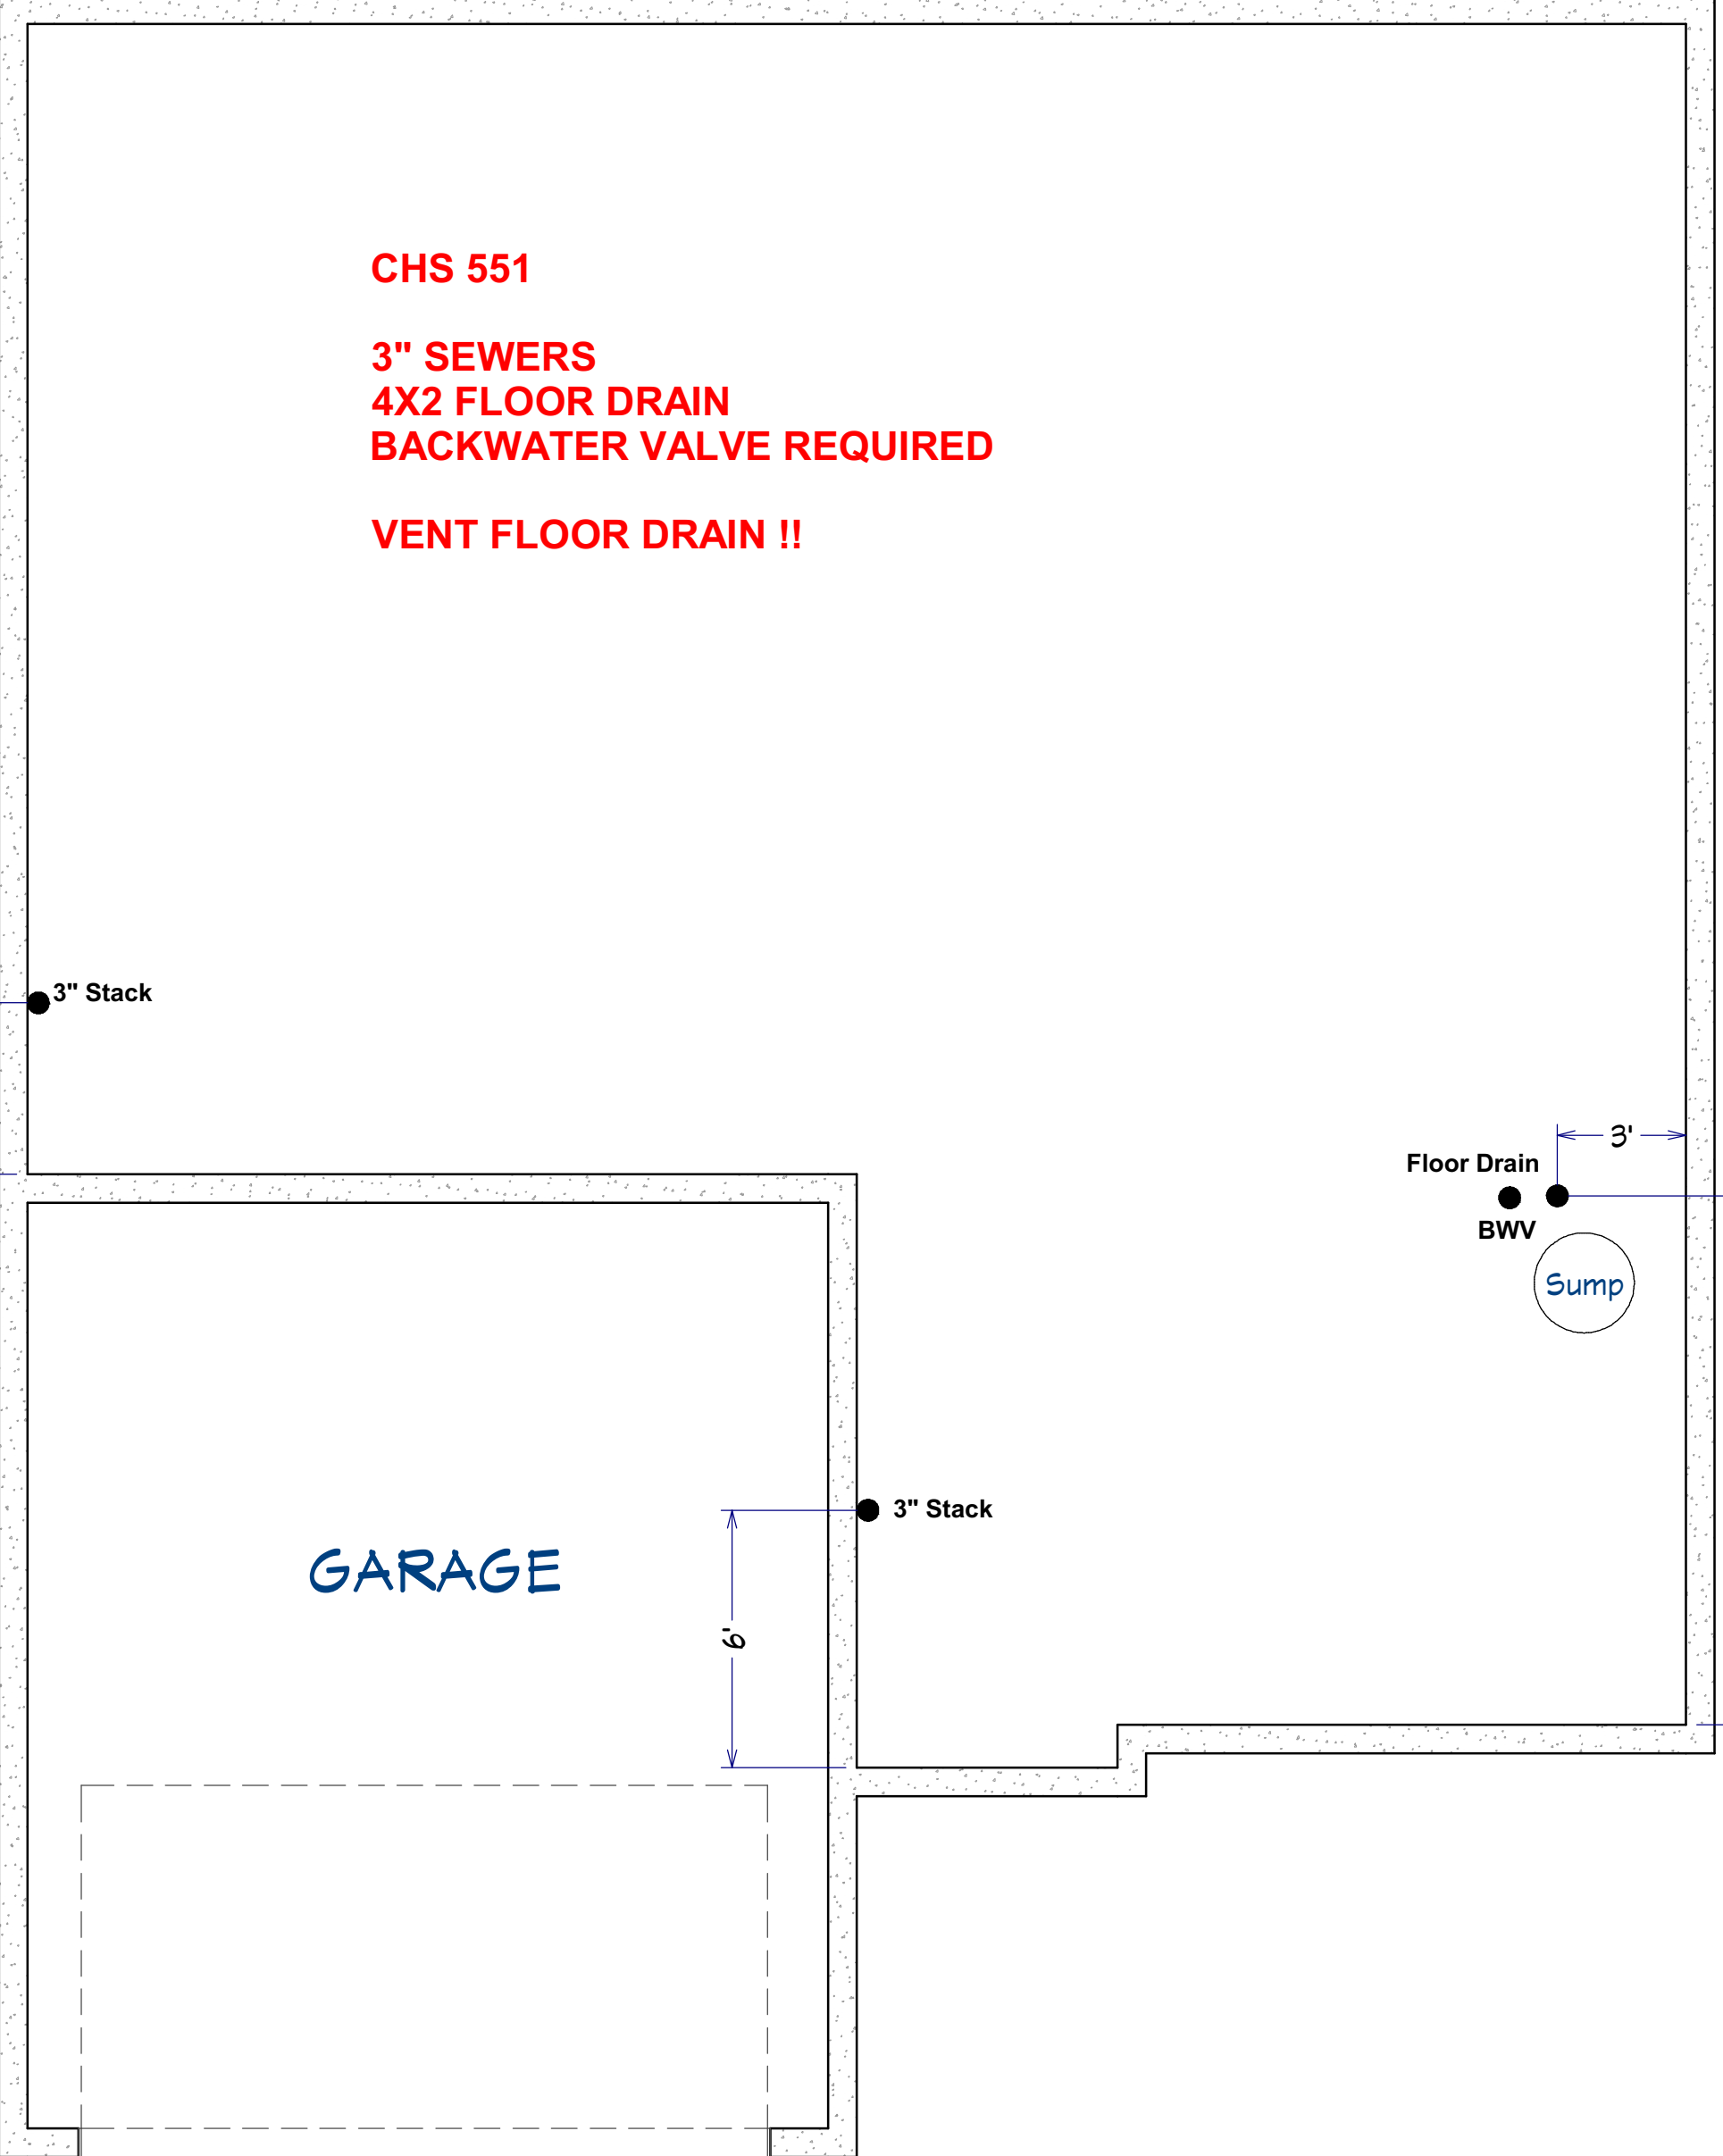 CHS 551
3" SEWERS
4X2 FLOOR DRAIN
BACKWATER VALVE REQUIRED
VENT FLOOR DRAIN !!
3" Stack
3'
Floor Drain
BWV
Sump
3" Stack
GARAGE
6'